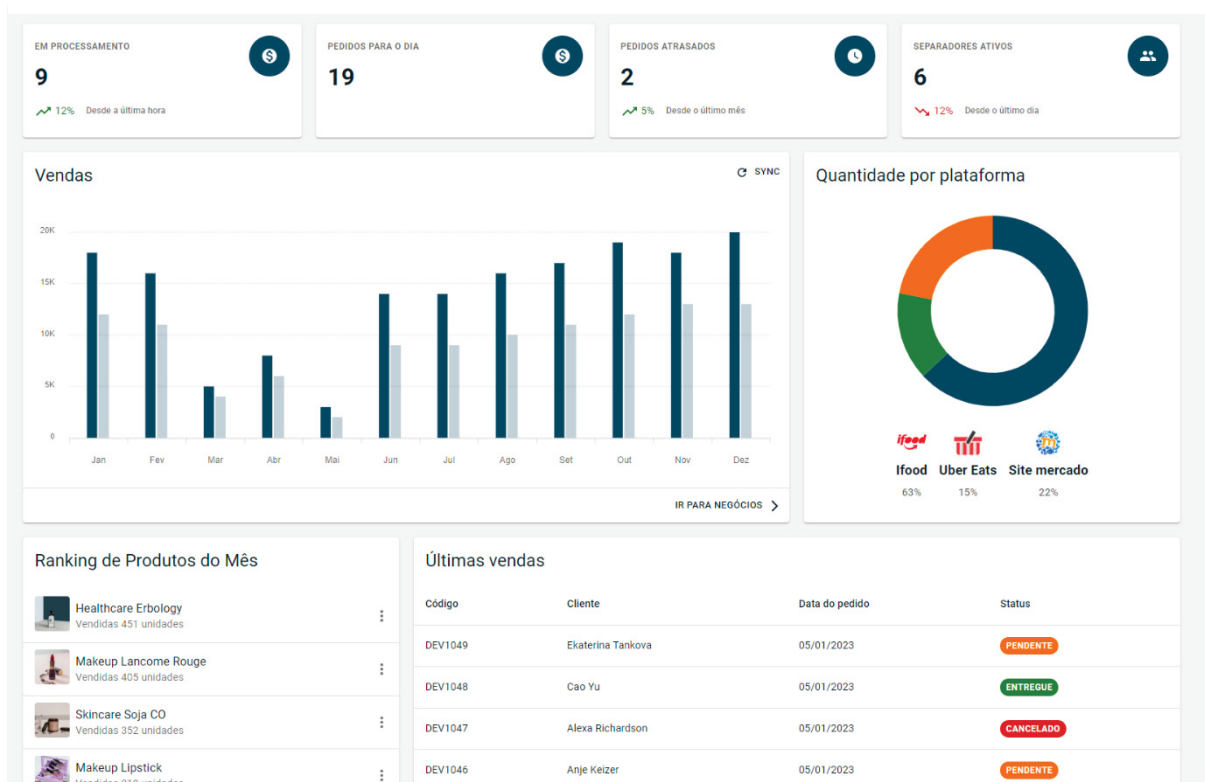 EM PROCESSAMENTO
9
12% Desde a última hora
PEDIDOS PARA O DIA
19
PEDIDOS ATRASADOS
2
5% Desde o último mês
SEPARADORES ATIVOS
6
12% Desde o último dia
Vendas
SYNC
20K
15K
10K
5K
0
Jan Fev Mar Abr Mai Jun Jul Ago Set Out Nov Dez
IR PARA NEGÓCIOS
Quantidade por plataforma
ifood
m
Ifood Uber Eats Site mercado
63% 15% 22%
Ranking de Produtos do Mês
Healthcare Erbology
Vendidas 451 unidades
Makeup Lancome Rouge
Vendidas 405 unidades
Skincare Soja CO
Vendidas 352 unidades
Makeup Lipstick
Últimas vendas
Código Cliente Data do pedido Status
DEV1049 Ekaterina Tankova 05/01/2023 PENDENTE
DEV1048 Cao Yu 05/01/2023 ENTREGUE
DEV1047 Alexa Richardson 05/01/2023 CANCELADO
DEV1046 Anje Keizer 05/01/2023 PENDENTE